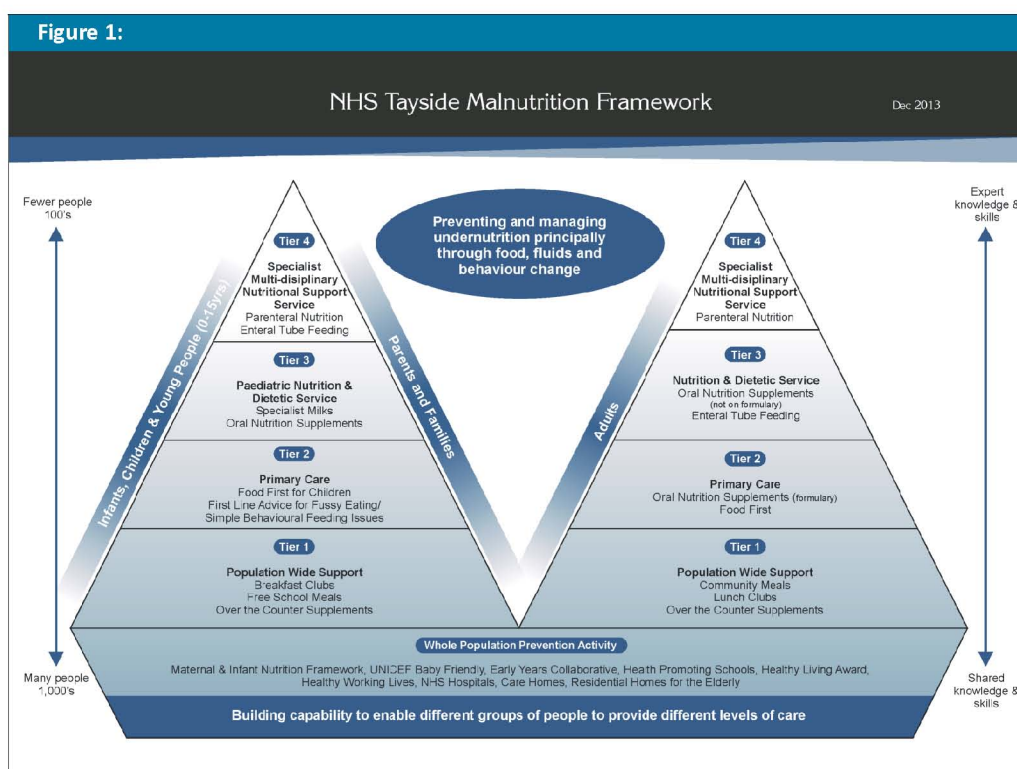 Figure 1:
NHS Tayside Malnutrition Framework
Dec 2013
Fewer people
100's
Many people
1,000's
Infants, Children & Young People (0-15yrs)
Tier 4
Specialist
Multi-disiplinary
Nutritional Support
Service
Parenteral Nutrition
Enteral Tube Feeding
Tier 3
Paediatric Nutrition &
Dietetic Service
Specialist Milks
Oral Nutrition Supplements
Tier 2
Primary Care
Food First for Children
First Line Advice for Fussy Eating/
Simple Behavioural Feeding Issues
Tier 1
Population Wide Support
Breakfast Clubs
Free School Meals
Over the Counter Supplements
Parents and Families
Preventing and managing
undernutrition principally
through food, fluids and
behaviour change
Adults
Tier 4
Specialist
Multi-disiplinary
Nutritional Support
Service
Parenteral Nutrition
Tier 3
Nutrition & Dietetic Service
Oral Nutrition Supplements
(not on formulary)
Enteral Tube Feeding
Tier 2
Primary Care
Oral Nutrition Supplements (formulary)
Food First
Tier 1
Population Wide Support
Community Meals
Lunch Clubs
Over the Counter Supplements
Expert
knowledge &
skills
Shared
knowledge &
skills
Whole Population Prevention Activity
Maternal & Infant Nutrition Framework, UNICEF Baby Friendly, Early Years Collaborative, Heath Promoting Schools, Healthy Living Award,
Healthy Working Lives, NHS Hospitals, Care Homes, Residential Homes for the Elderly
Building capability to enable different groups of people to provide different levels of care